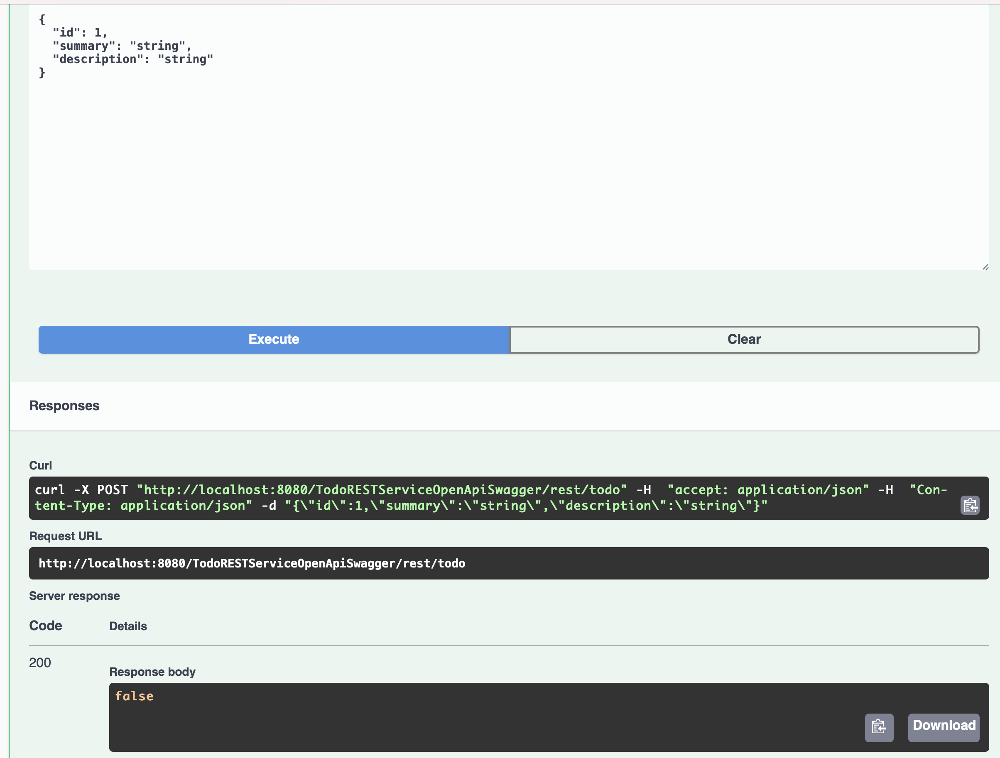 {
  "id": 1,
  "summary": "string",
  "description": "string"
}
Execute
Clear
Responses
Curl
curl -X POST "http://localhost:8080/TodoRESTServiceOpenApiSwagger/rest/todo" -H  "accept: application/json" -H  "Con-
tent-Type: application/json" -d "{\"id\":1,\"summary\":\"string\",\"description\":\"string\"}"
Request URL
http://localhost:8080/TodoRESTServiceOpenApiSwagger/rest/todo
Server response
Code Details
200
Response body
false
Download